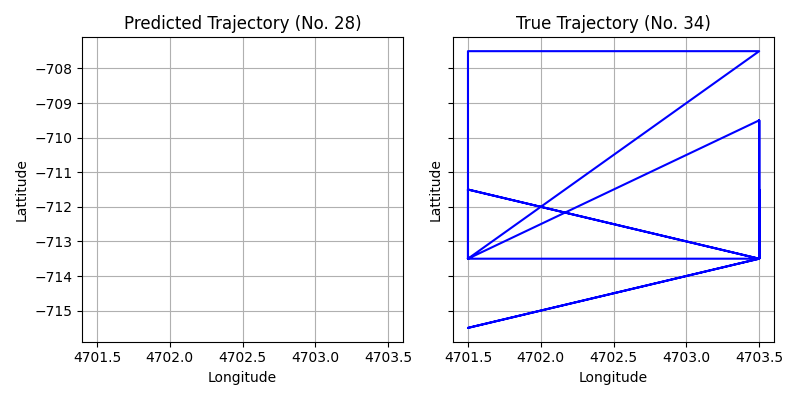 Predicted Trajectory (No. 28)
True Trajectory (No. 34)
−708
−709
−710
−711
−712
−713
−714
−715
Lattitude
Lattitude
4701.5 4702.0 4702.5 4703.0 4703.5
4701.5 4702.0 4702.5 4703.0 4703.5
Longitude
Longitude